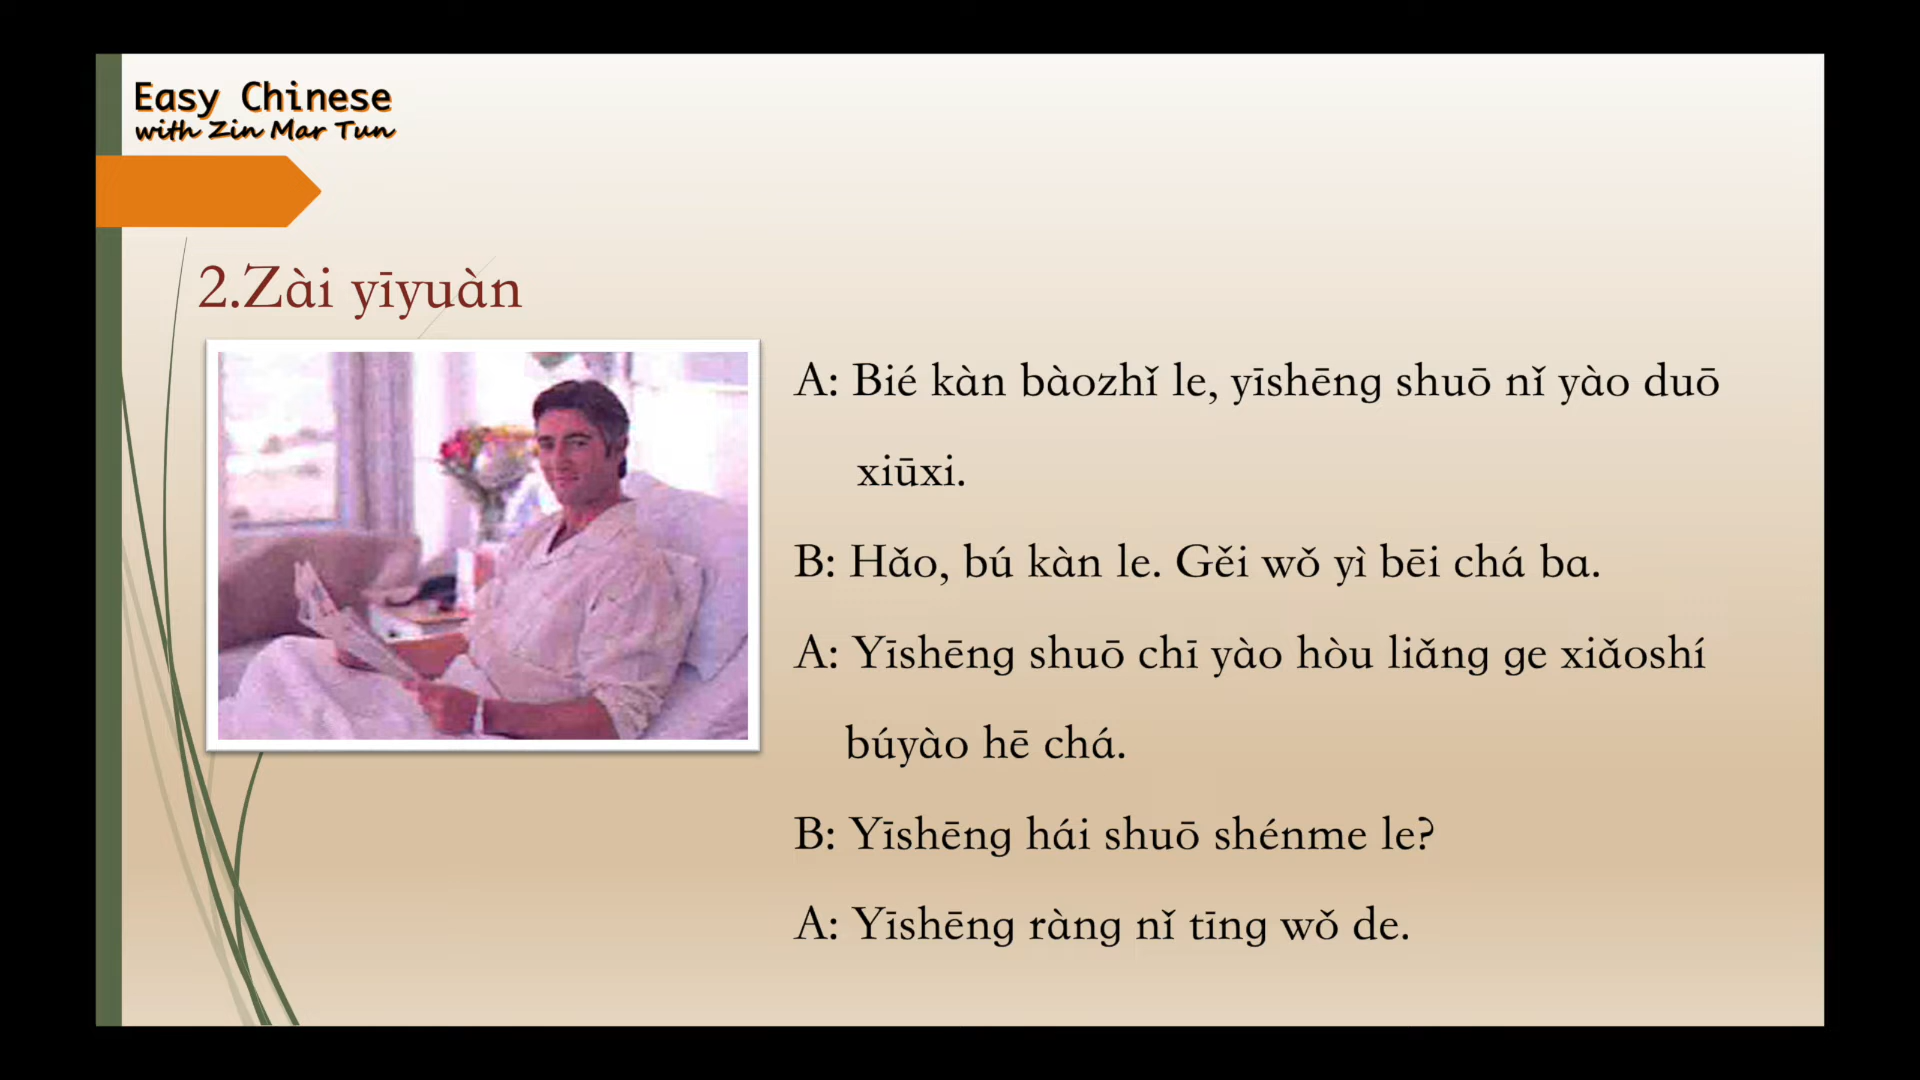 Easy Chinese
with Zin Mar Tun
2.Zài yīyuàn
A: Bié kàn bàozhǐ le, yīshēng shuō nǐ yào duō
xiūxi.
B: Hǎo, bú kàn le. Gěi wǒ yì bēi chá ba.
A: Yīshēng shuō chī yào hòu liǎng ge xiǎoshí
búyào hē chá.
B: Yīshēng hái shuō shénme le?
A: Yīshēng ràng nǐ tīng wǒ de.